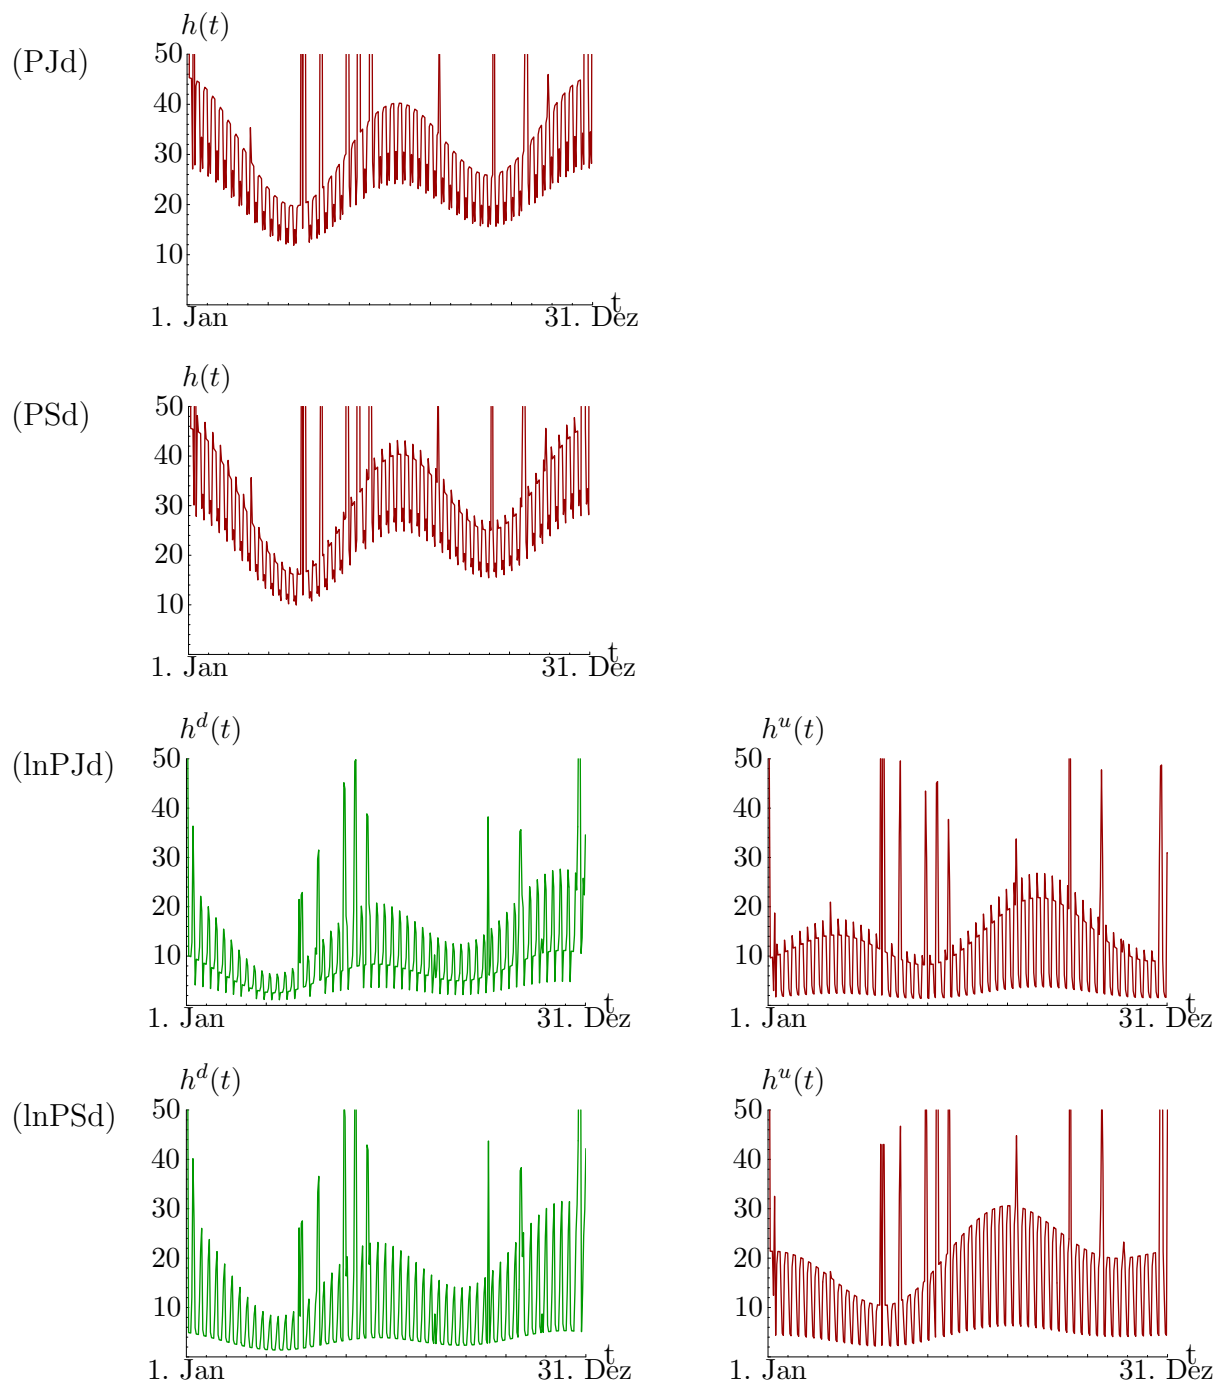 h(t)
(PJd)
50
40
30
20
10
t
1. Jan 31. Dez
h(t)
(PSd)
50
40
30
20
10
t
1. Jan 31. Dez
h^d(t) h^u(t)
(lnPJd)
50 50
40 40
30 30
20 20
10 10
t t
1. Jan 31. Dez 1. Jan 31. Dez
h^d(t) h^u(t)
(lnPSd)
50 50
40 40
30 30
20 20
10 10
t t
1. Jan 31. Dez 1. Jan 31. Dez